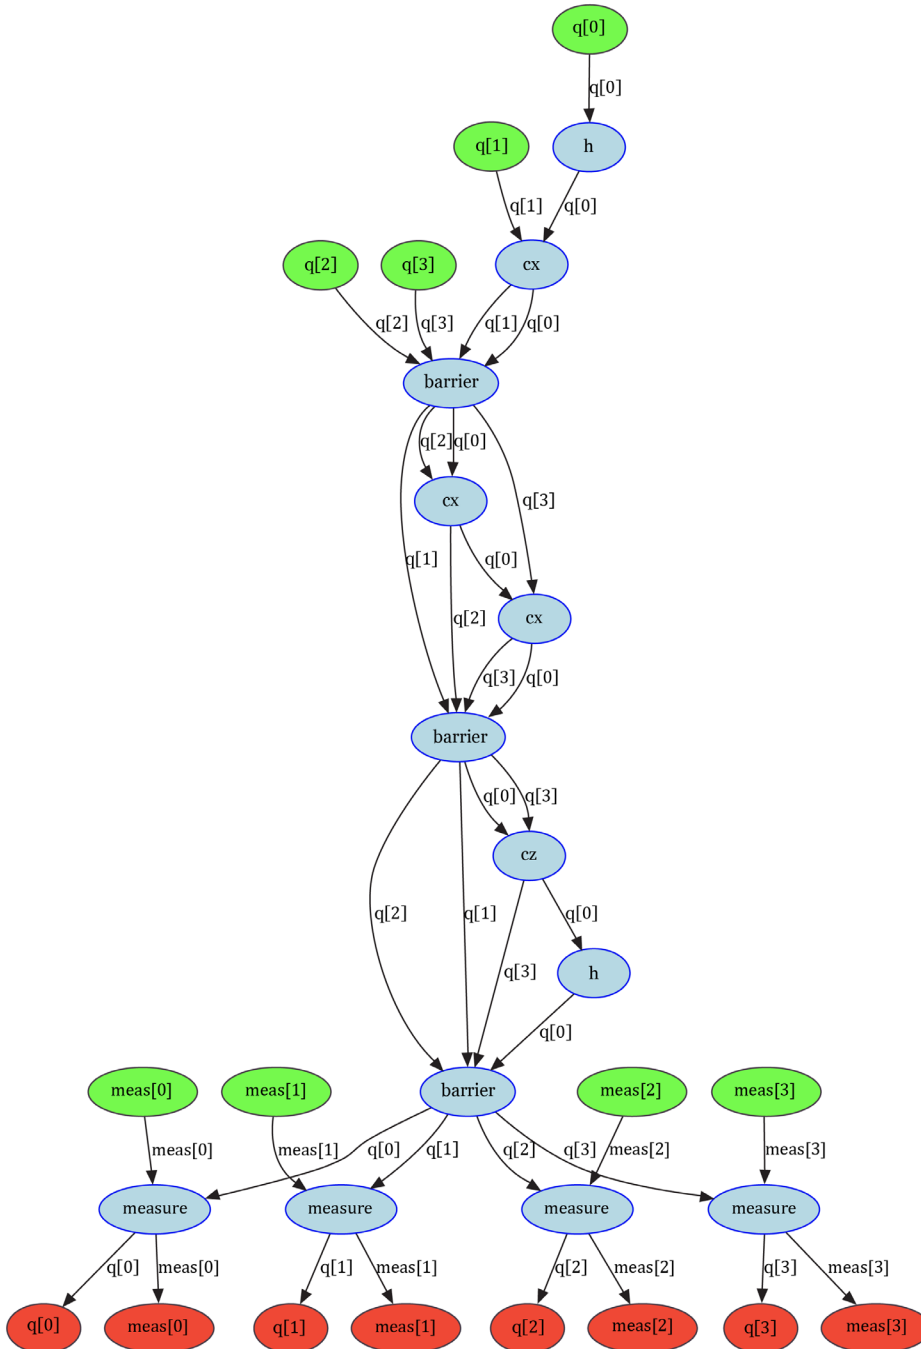 q[0]
q[0]
q[1]
h
q[1]
q[0]
q[2]
q[3]
cx
q[2]
q[3]
q[1]
q[0]
barrier
q[2]
q[0]
cx
q[3]
q[1]
q[0]
q[2]
cx
q[3]
q[0]
barrier
q[0]
q[3]
cz
q[2]
q[1]
q[0]
q[3]
h
q[0]
meas[0]
meas[1]
barrier
meas[2]
meas[3]
meas[0]
meas[1]
q[0]
q[1]
q[2]
q[3]
meas[2]
meas[3]
measure
measure
measure
measure
q[0]
meas[0]
q[1]
meas[1]
q[2]
meas[2]
q[3]
meas[3]
q[0]
meas[0]
q[1]
meas[1]
q[2]
meas[2]
q[3]
meas[3]